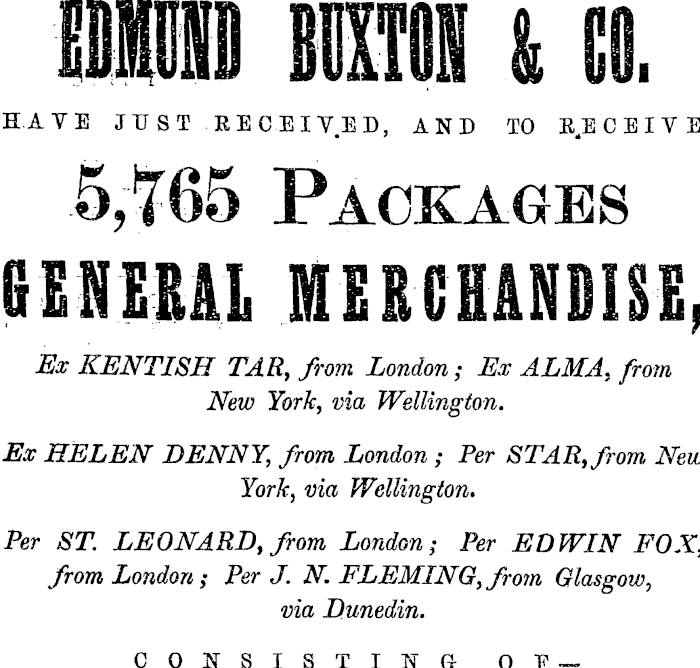 EDMUND BUXTON & CO.
HAVE JUST RECEIVED, AND TO RECEIVE
5,765 PACKAGES
GENERAL MERCHANDISE,
Ex KENTISH TAR, from London; Ex ALMA, from
New York, via Wellington.
Ex HELEN DENNY, from London; Per STAR, from New
York, via Wellington.
Per ST. LEONARD, from London; Per EDWIN FOX,
from London; Per J. N. FLEMING, from Glasgow,
via Dunedin.
CONSISTING OF—